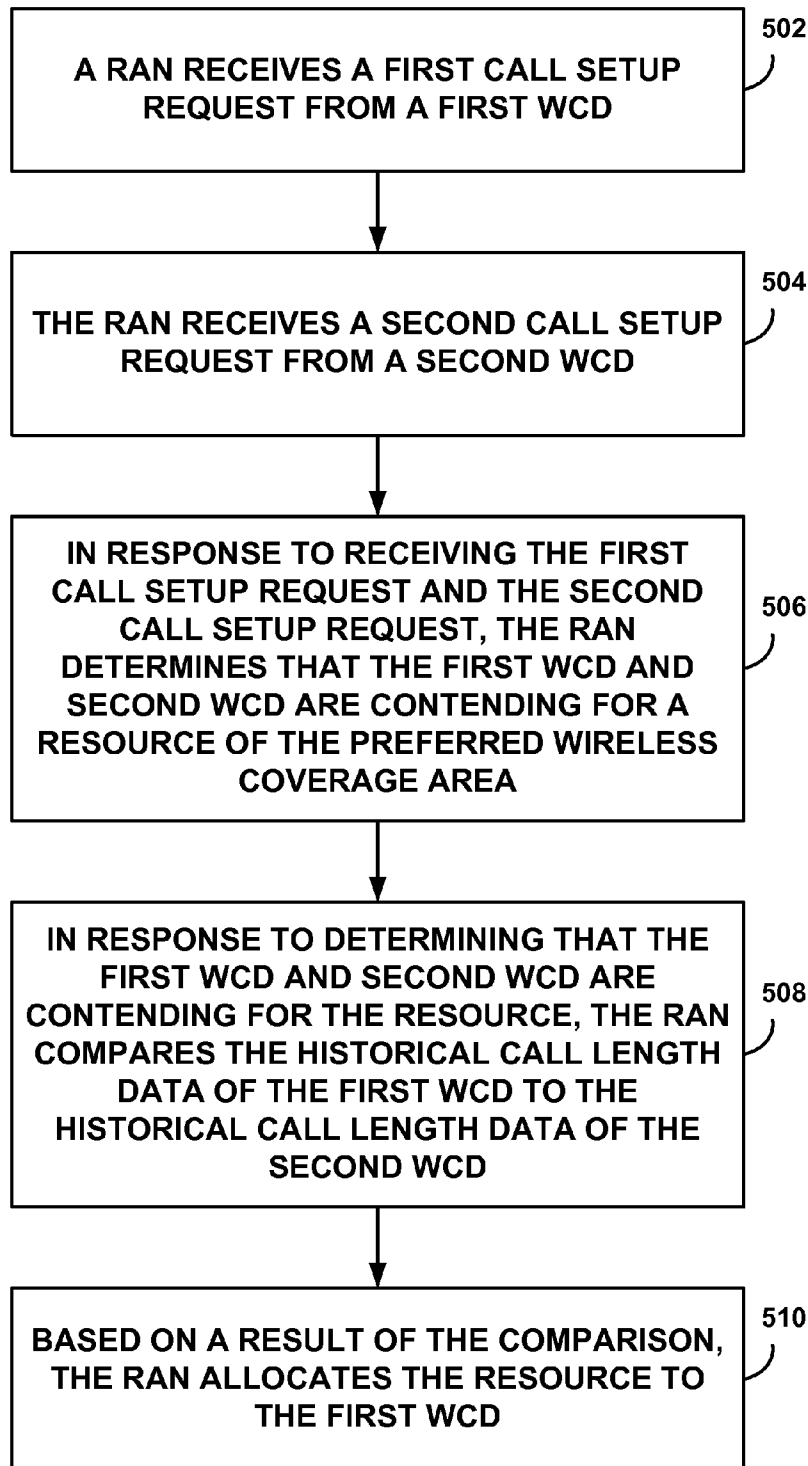 502
A RAN RECEIVES A FIRST CALL SETUP
REQUEST FROM A FIRST WCD
504
THE RAN RECEIVES A SECOND CALL SETUP
REQUEST FROM A SECOND WCD
506
IN RESPONSE TO RECEIVING THE FIRST
CALL SETUP REQUEST AND THE SECOND
CALL SETUP REQUEST, THE RAN
DETERMINES THAT THE FIRST WCD AND
SECOND WCD ARE CONTENDING FOR A
RESOURCE OF THE PREFERRED WIRELESS
COVERAGE AREA
508
IN RESPONSE TO DETERMINING THAT THE
FIRST WCD AND SECOND WCD ARE
CONTENDING FOR THE RESOURCE, THE RAN
COMPARES THE HISTORICAL CALL LENGTH
DATA OF THE FIRST WCD TO THE
HISTORICAL CALL LENGTH DATA OF THE
SECOND WCD
510
BASED ON A RESULT OF THE COMPARISON,
THE RAN ALLOCATES THE RESOURCE TO
THE FIRST WCD